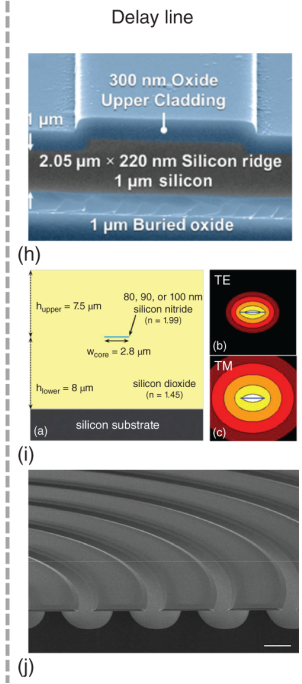 Delay line
300 nm Oxide
Upper Cladding
1 µm
2.05 µm × 220 nm Silicon ridge
1 µm silicon
1 µm Buried oxide
(h)
h_upper = 7.5 µm
80, 90, or 100 nm
silicon nitride
(n = 1.99)
w_core = 2.8 µm
h_lower = 8 µm
silicon dioxide
(n = 1.45)
(a)
silicon substrate
TE
(b)
TM
(c)
(i)
(j)